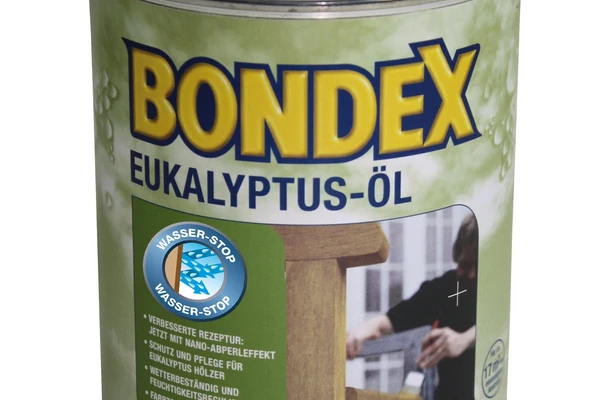 BONDEX
EUKALYPTUS-ÖL
WASSER-STOP
WASSER-STOP
• VERBESSERTE REZEPTUR:
JETZT MIT NANO-ABPERLEFFEKT
• SCHUTZ UND PFLEGE FÜR
EUKALYPTUS HÖLZER
• WETTERBESTÄNDIG UND